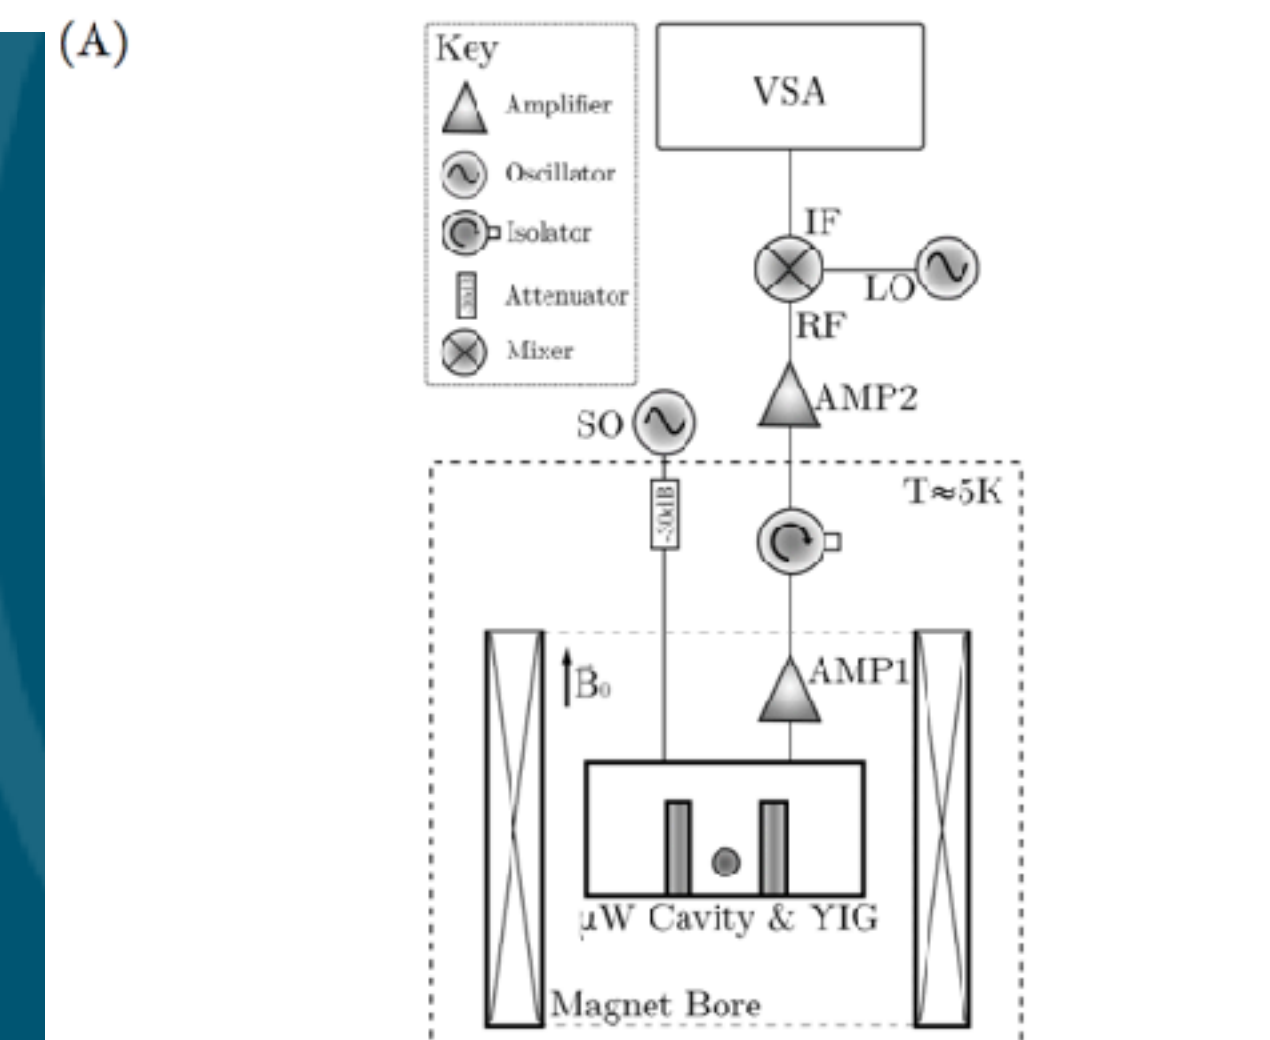 (A)
Key
Amplifier
Oscillator
Isolator
Attenuator
Mixer
VSA
IF
LO
RF
AMP2
SO
T≈5K
AMP1
B₀
µW Cavity & YIG
Magnet Bore